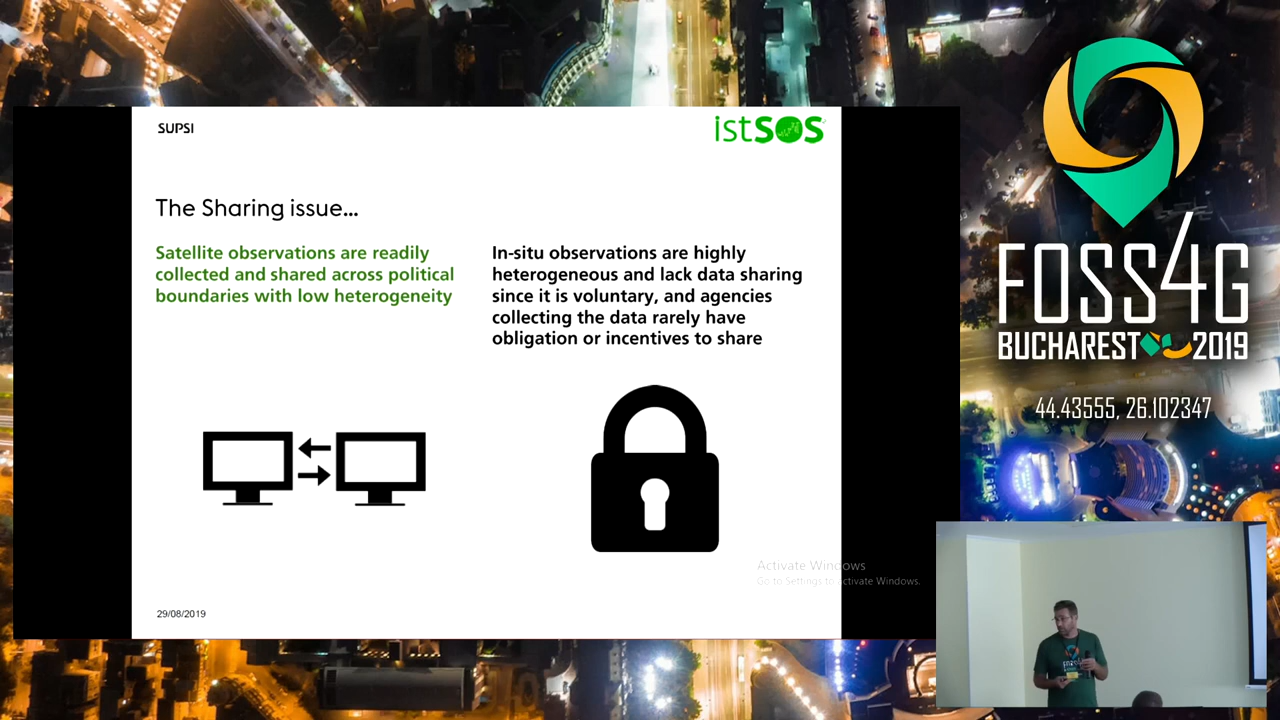 SUPSI
istSOS
The Sharing issue...
Satellite observations are readily
collected and shared across political
boundaries with low heterogeneity
In-situ observations are highly
heterogeneous and lack data sharing
since it is voluntary, and agencies
collecting the data rarely have
obligation or incentives to share
Activate Windows
Go to Settings to activate Windows.
29/08/2019
FOSS4G
BUCHAREST 2019
44.43555, 26.102347